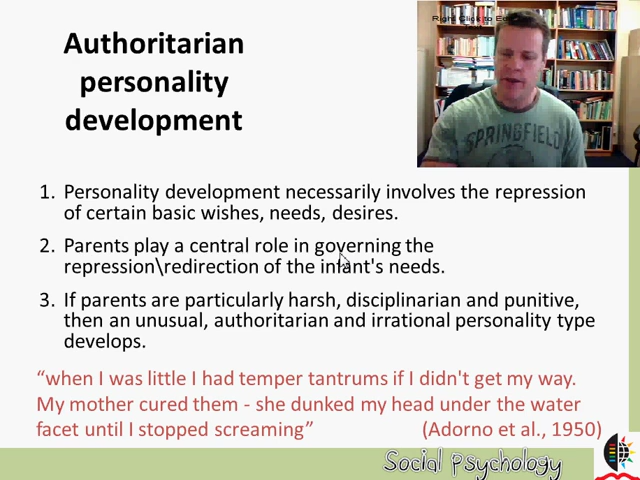 Authoritarian
personality
development
Right Click to Ed
SPRINGFIELD
1. Personality development necessarily involves the repression
of certain basic wishes, needs, desires.
2. Parents play a central role in governing the
repression\redirection of the infant's needs.
3. If parents are particularly harsh, disciplinarian and punitive,
then an unusual, authoritarian and irrational personality type
develops.
“when I was little I had temper tantrums if I didn't get my way.
My mother cured them - she dunked my head under the water
facet until I stopped screaming” (Adorno et al., 1950)
Social Psychology